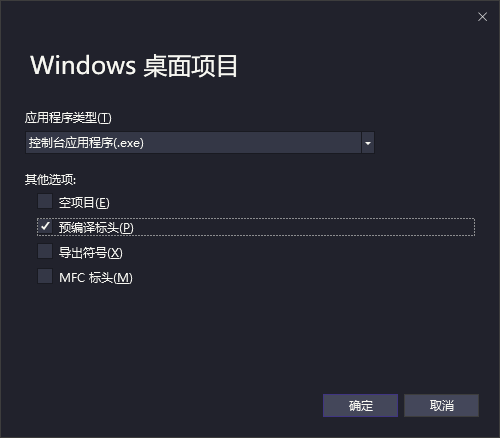 Windows 桌面项目
应用程序类型(T)
控制台应用程序(.exe)
其他选项:
空项目(E)
预编译标头(P)
导出符号(X)
MFC 标头(M)
确定 取消